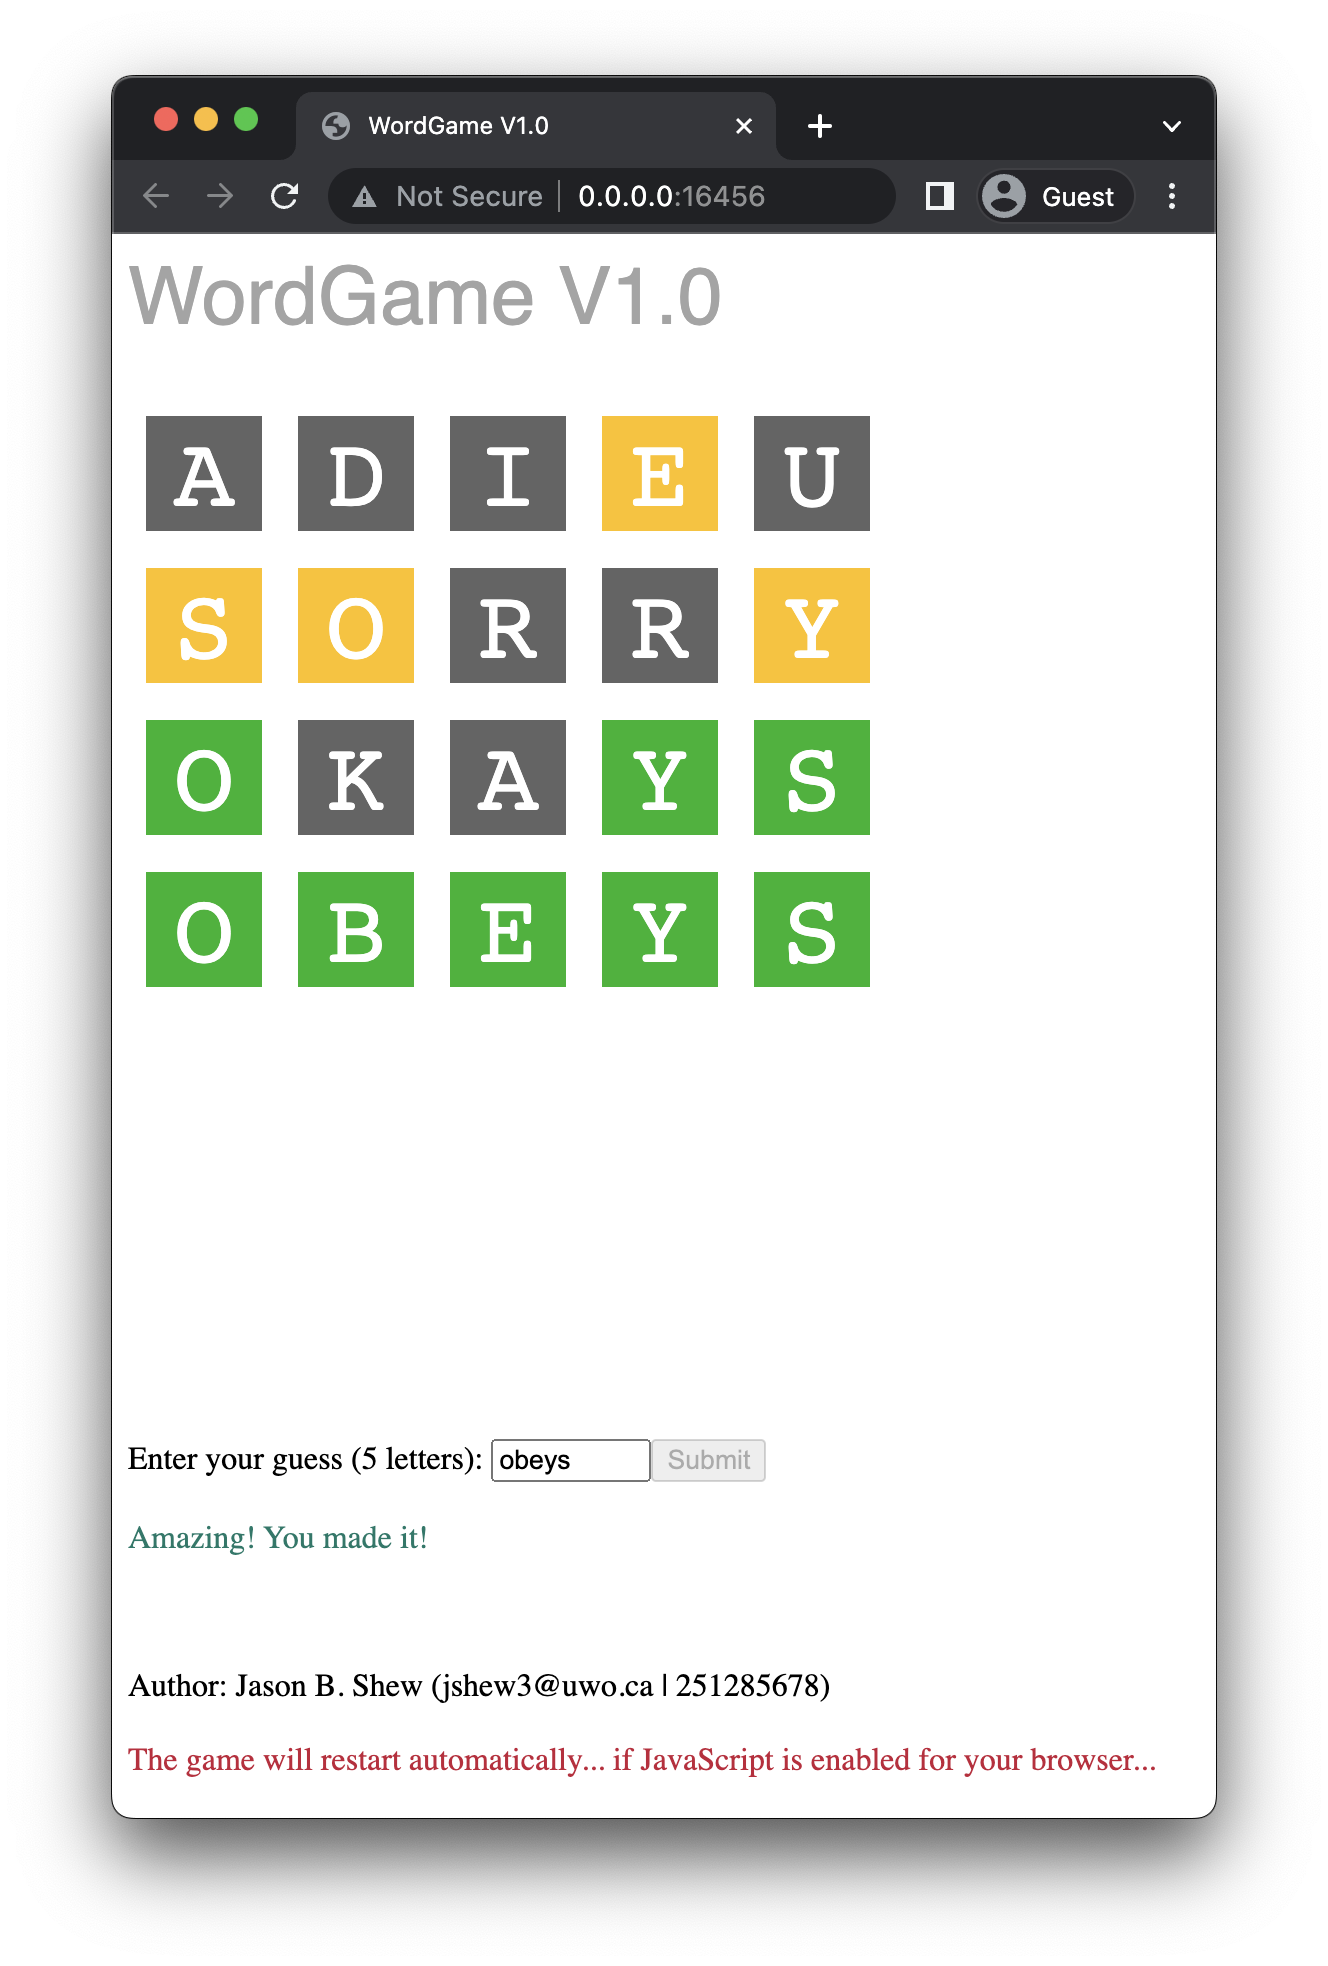 WordGame V1.0
Not Secure | 0.0.0.0:16456
Guest
WordGame V1.0
A D I E U
S O R R Y
O K A Y S
O B E Y S
Enter your guess (5 letters): obeys Submit
Amazing! You made it!
Author: Jason B. Shew (jshew3@uwo.ca | 251285678)
The game will restart automatically... if JavaScript is enabled for your browser...